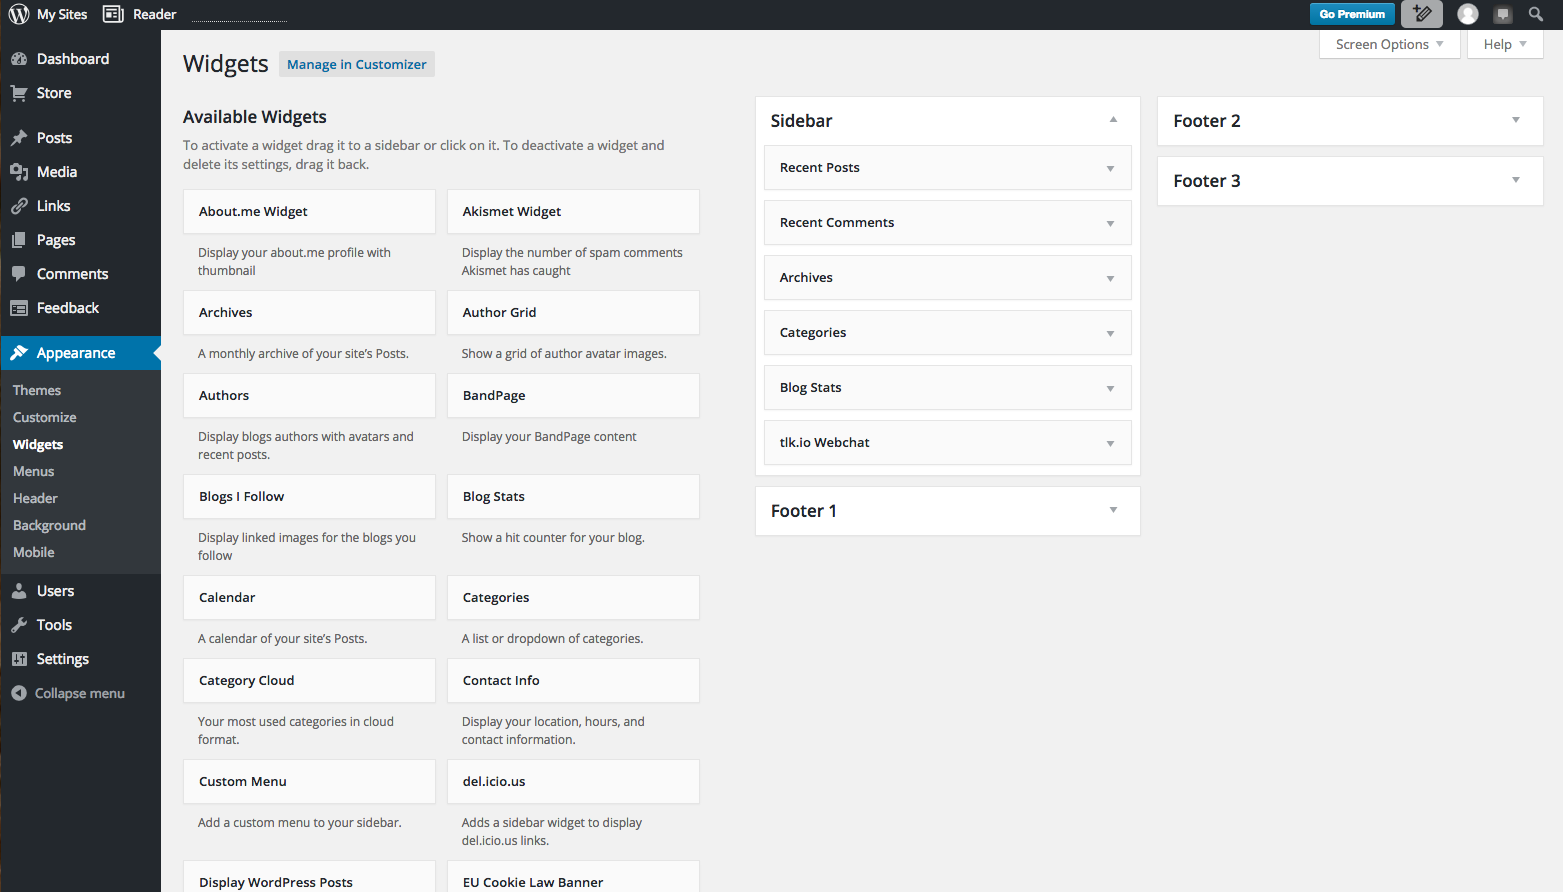 My Sites
Reader
Go Premium
Dashboard
Store
Posts
Media
Links
Pages
Comments
Feedback
Appearance
Themes
Customize
Widgets
Menus
Header
Background
Mobile
Users
Tools
Settings
Collapse menu
Screen Options
Help
Widgets
Manage in Customizer
Available Widgets
To activate a widget drag it to a sidebar or click on it. To deactivate a widget and
delete its settings, drag it back.
About.me Widget
Display your about.me profile with
thumbnail
Akismet Widget
Display the number of spam comments
Akismet has caught
Archives
A monthly archive of your site’s Posts.
Author Grid
Show a grid of author avatar images.
Authors
Display blogs authors with avatars and
recent posts.
BandPage
Display your BandPage content
Blogs I Follow
Display linked images for the blogs you
follow
Blog Stats
Show a hit counter for your blog.
Calendar
A calendar of your site’s Posts.
Categories
A list or dropdown of categories.
Category Cloud
Your most used categories in cloud
format.
Contact Info
Display your location, hours, and
contact information.
Custom Menu
Add a custom menu to your sidebar.
del.icio.us
Adds a sidebar widget to display
del.icio.us links.
Display WordPress Posts
EU Cookie Law Banner
Sidebar
Recent Posts
Recent Comments
Archives
Categories
Blog Stats
tlk.io Webchat
Footer 1
Footer 2
Footer 3